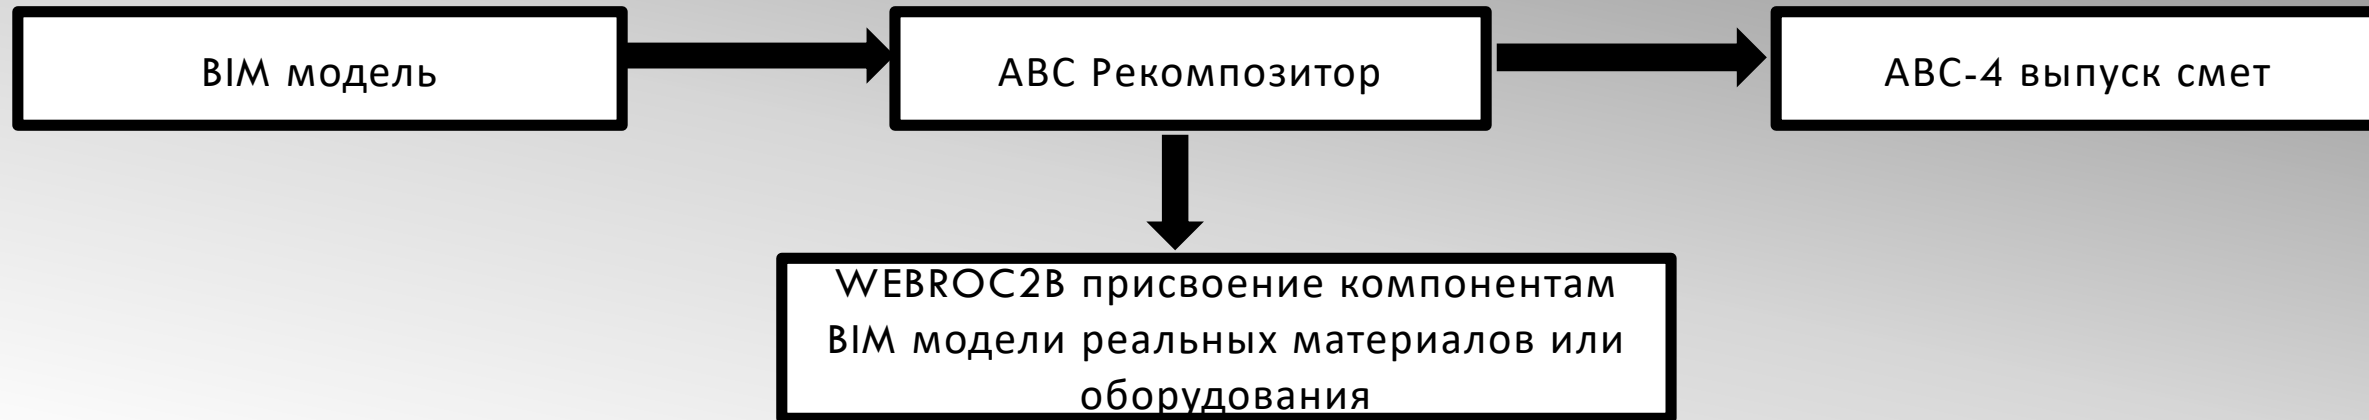 BIM модель
АВС Рекомпозитор
АВС-4 выпуск смет
WEBROC2B присвоение компонентам
BIM модели реальных материалов или
оборудования